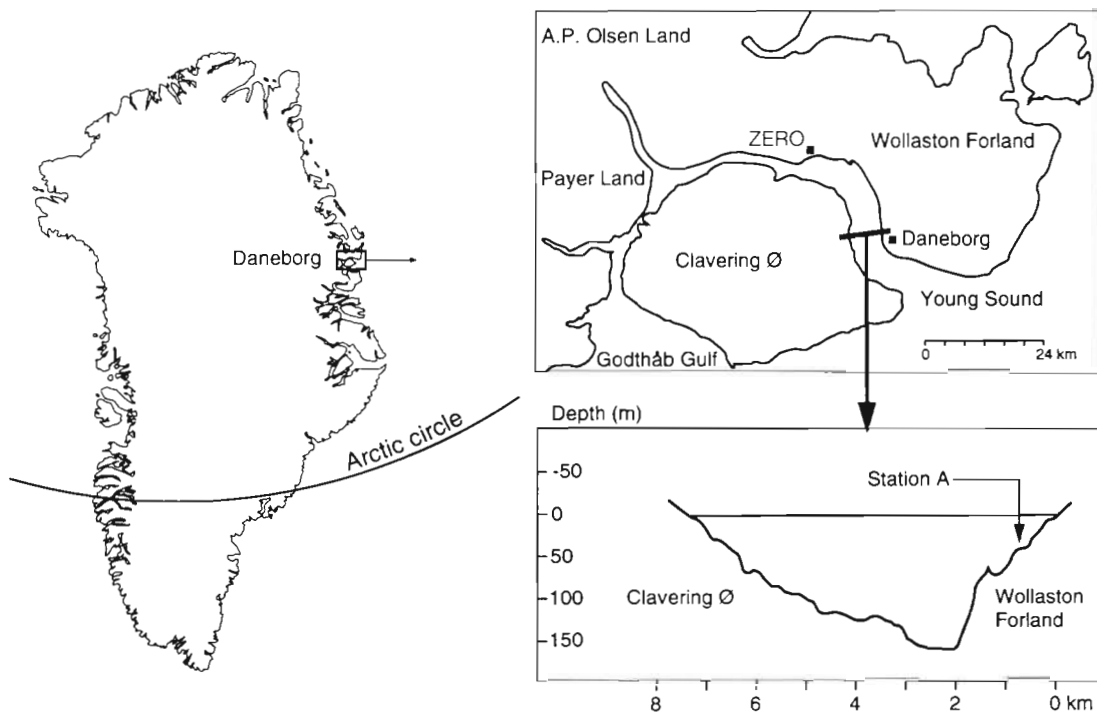 Daneborg
Arctic circle
A.P. Olsen Land
ZERO
Wollaston Forland
Payer Land
Daneborg
Clavering Ø
Young Sound
Godthåb Gulf
0 24 km
Depth (m)
-50
0
50
100
150
Station A
Clavering Ø
Wollaston
Forland
8 6 4 2 0 km